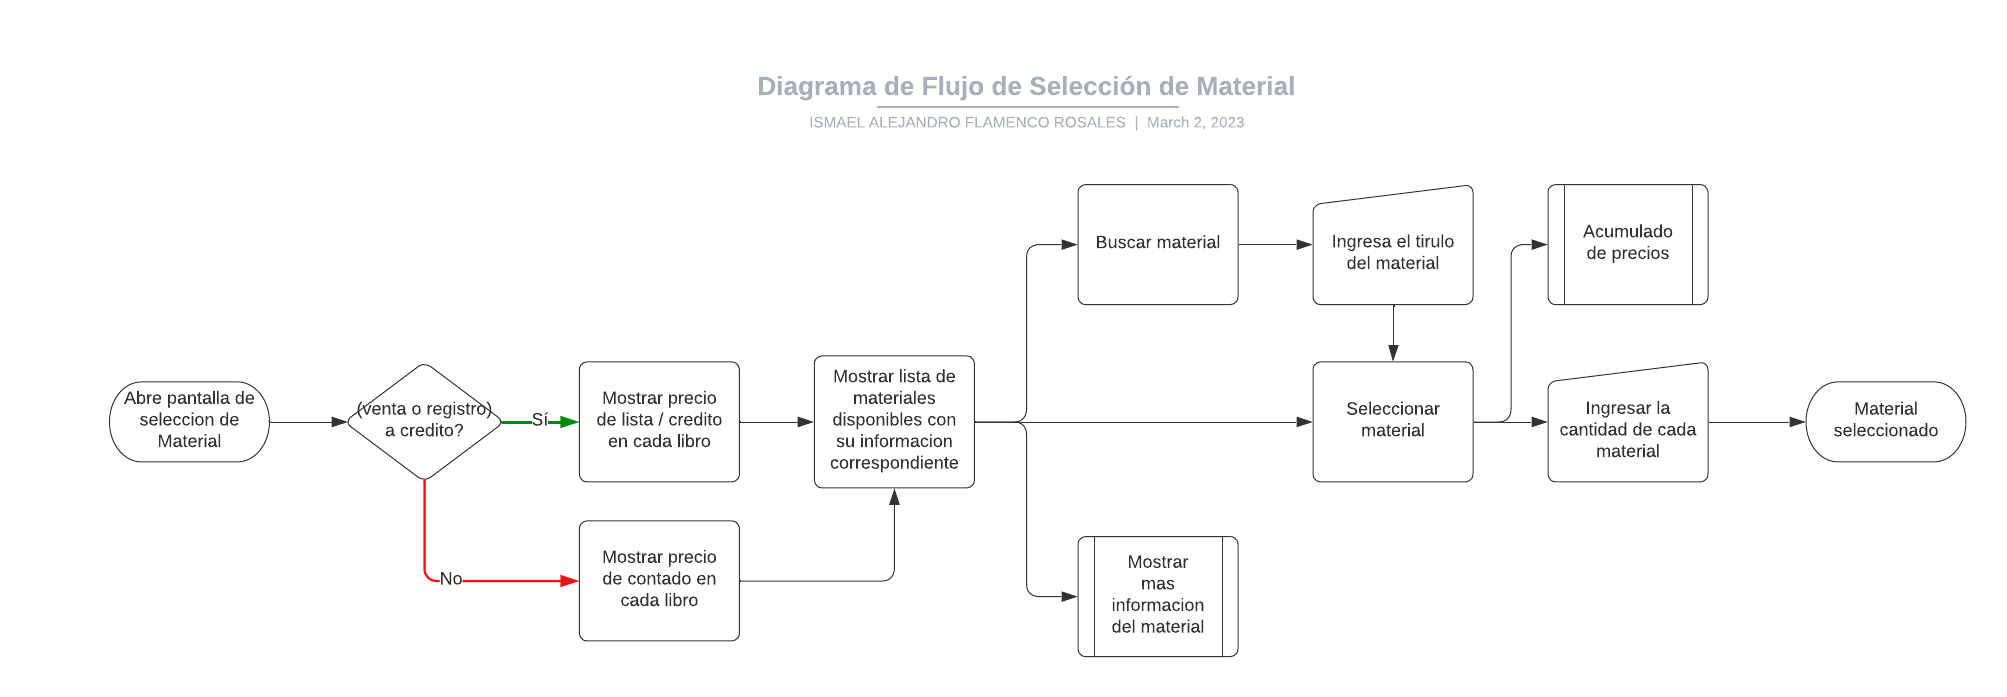 Diagrama de Flujo de Selección de Material
ISMAEL ALEJANDRO FLAMENCO ROSALES | March 2, 2023
Abre pantalla de
seleccion de
Material
(venta o registro)
a credito?
Sí
No
Mostrar precio
de lista / credito
en cada libro
Mostrar precio
de contado en
cada libro
Mostrar lista de
materiales
disponibles con
su informacion
correspondiente
Buscar material
Ingresa el tirulo
del material
Mostrar
mas
informacion
del material
Seleccionar
material
Acumulado
de precios
Ingresar la
cantidad de cada
material
Material
seleccionado